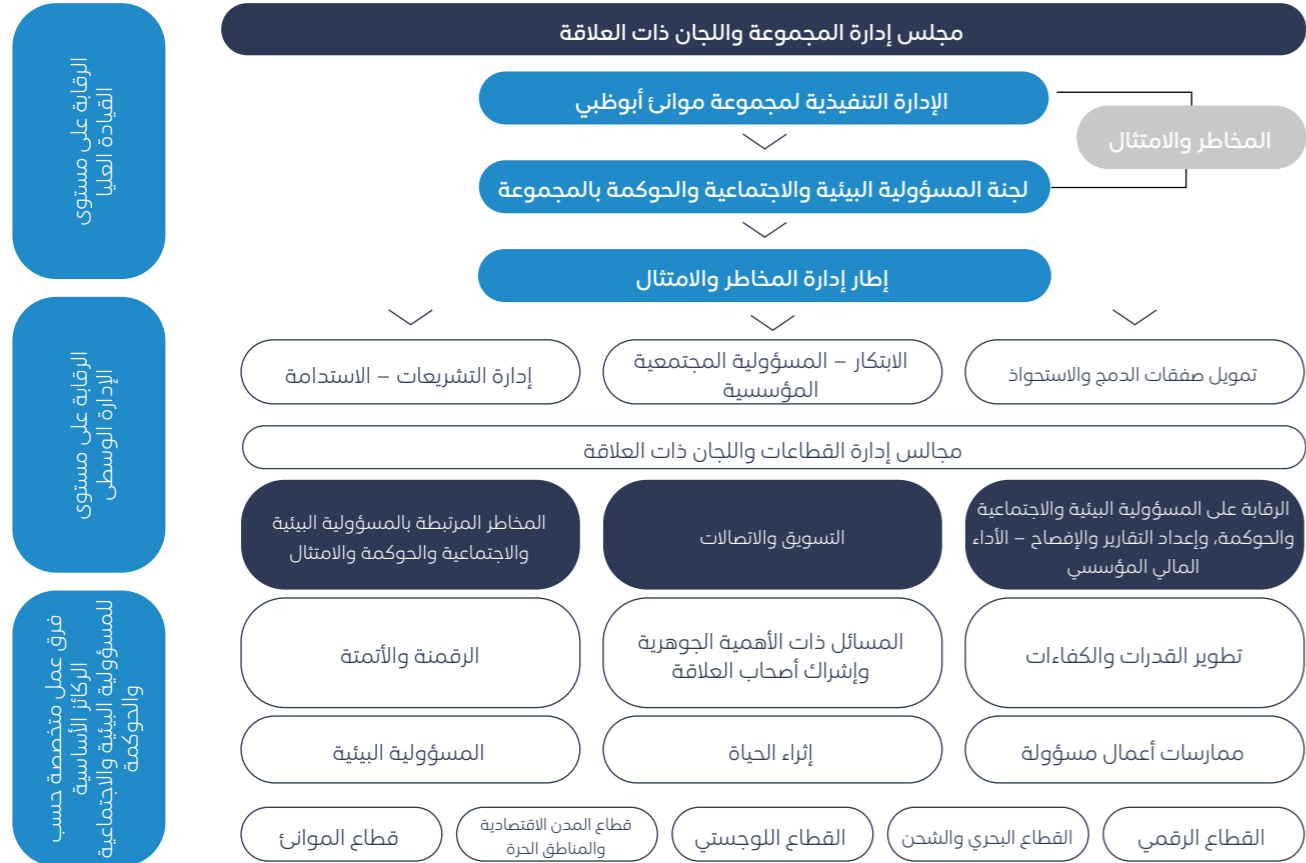 مجلس إدارة المجموعة واللجان ذات العلاقة
الإدارة التنفيذية لمجموعة موانئ أبوظبي
المخاطر والامتثال
لجنة المسؤولية البيئية والاجتماعية والحوكمة بالمجموعة
إطار إدارة المخاطر والامتثال
الرقابة على مستوى
القيادة العليا
تمويل صفقات الدمج والاستحواذ
الابتكار – المسؤولية المجتمعية
المؤسسية
إدارة التشريعات – الاستدامة
مجالس إدارة القطاعات واللجان ذات العلاقة
الرقابة على المسؤولية البيئية والاجتماعية
والحوكمة، وإعداد التقارير والإفصاح – الأداء
المالي المؤسسي
التسويق والاتصالات
المخاطر المرتبطة بالمسؤولية البيئية
والاجتماعية والحوكمة والامتثال
الرقابة على مستوى
الإدارة الوسطى
تطوير القدرات والكفاءات
المسائل ذات الأهمية الجوهرية
وإشراك أصحاب العلاقة
الرقمنة والأتمتة
ممارسات أعمال مسؤولة
إثراء الحياة
المسؤولية البيئية
القطاع الرقمي
القطاع البحري والشحن
القطاع اللوجستي
قطاع المدن الاقتصادية
والمناطق الحرة
قطاع الموانئ
فرق عمل متخصصة حسب
الركائز الأساسية
للمسؤولية البيئية والاجتماعية
والحوكمة